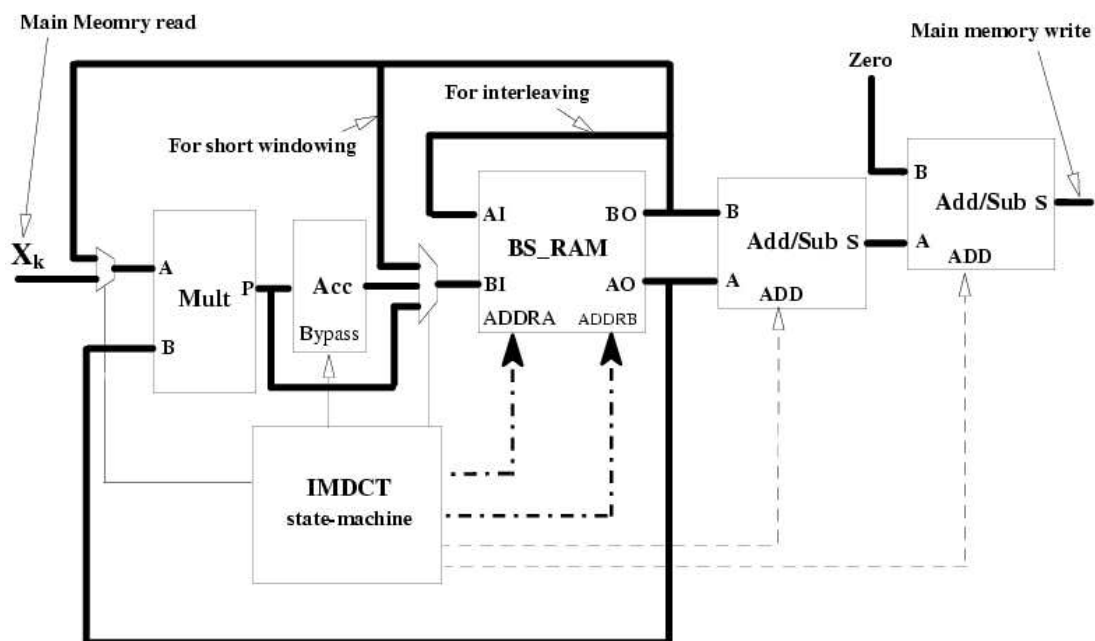 Main Meomry read
Main memory write
Zero
For interleaving
For short windowing
X_k
A
Mult
P
B
Acc
Bypass
AI
BO
BS_RAM
BI
AO
ADDRA
ADDRB
B
Add/Sub S
A
ADD
B
Add/Sub S
A
ADD
IMDCT
state-machine